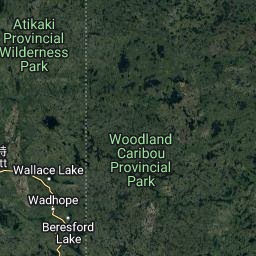 Atikaki
Provincial
Wilderness
Park
Woodland
Caribou
Provincial
Park
Wallace Lake
Wadhope
Beresford
Lake